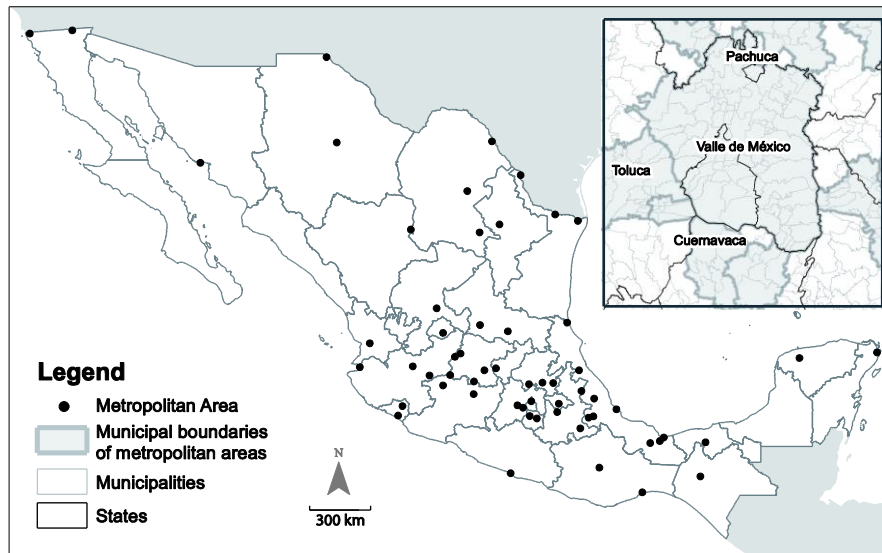 Pachuca
Valle de México
Toluca
Cuernavaca
Legend
Metropolitan Area
Municipal boundaries
of metropolitan areas
Municipalities
States
N
300 km